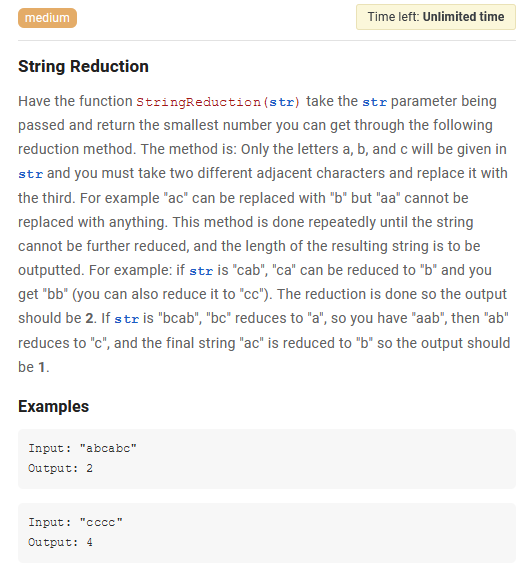 medium
Time left: Unlimited time
String Reduction
Have the function StringReduction(str) take the str parameter being
passed and return the smallest number you can get through the following
reduction method. The method is: Only the letters a, b, and c will be given in
str and you must take two different adjacent characters and replace it with
the third. For example "ac" can be replaced with "b" but "aa" cannot be
replaced with anything. This method is done repeatedly until the string
cannot be further reduced, and the length of the resulting string is to be
outputted. For example: if str is "cab", "ca" can be reduced to "b" and you
get "bb" (you can also reduce it to "cc"). The reduction is done so the output
should be 2. If str is "bcab", "bc" reduces to "a", so you have "aab", then "ab"
reduces to "c", and the final string "ac" is reduced to "b" so the output should
be 1.
Examples
Input: "abcabc"
Output: 2
Input: "cccc"
Output: 4